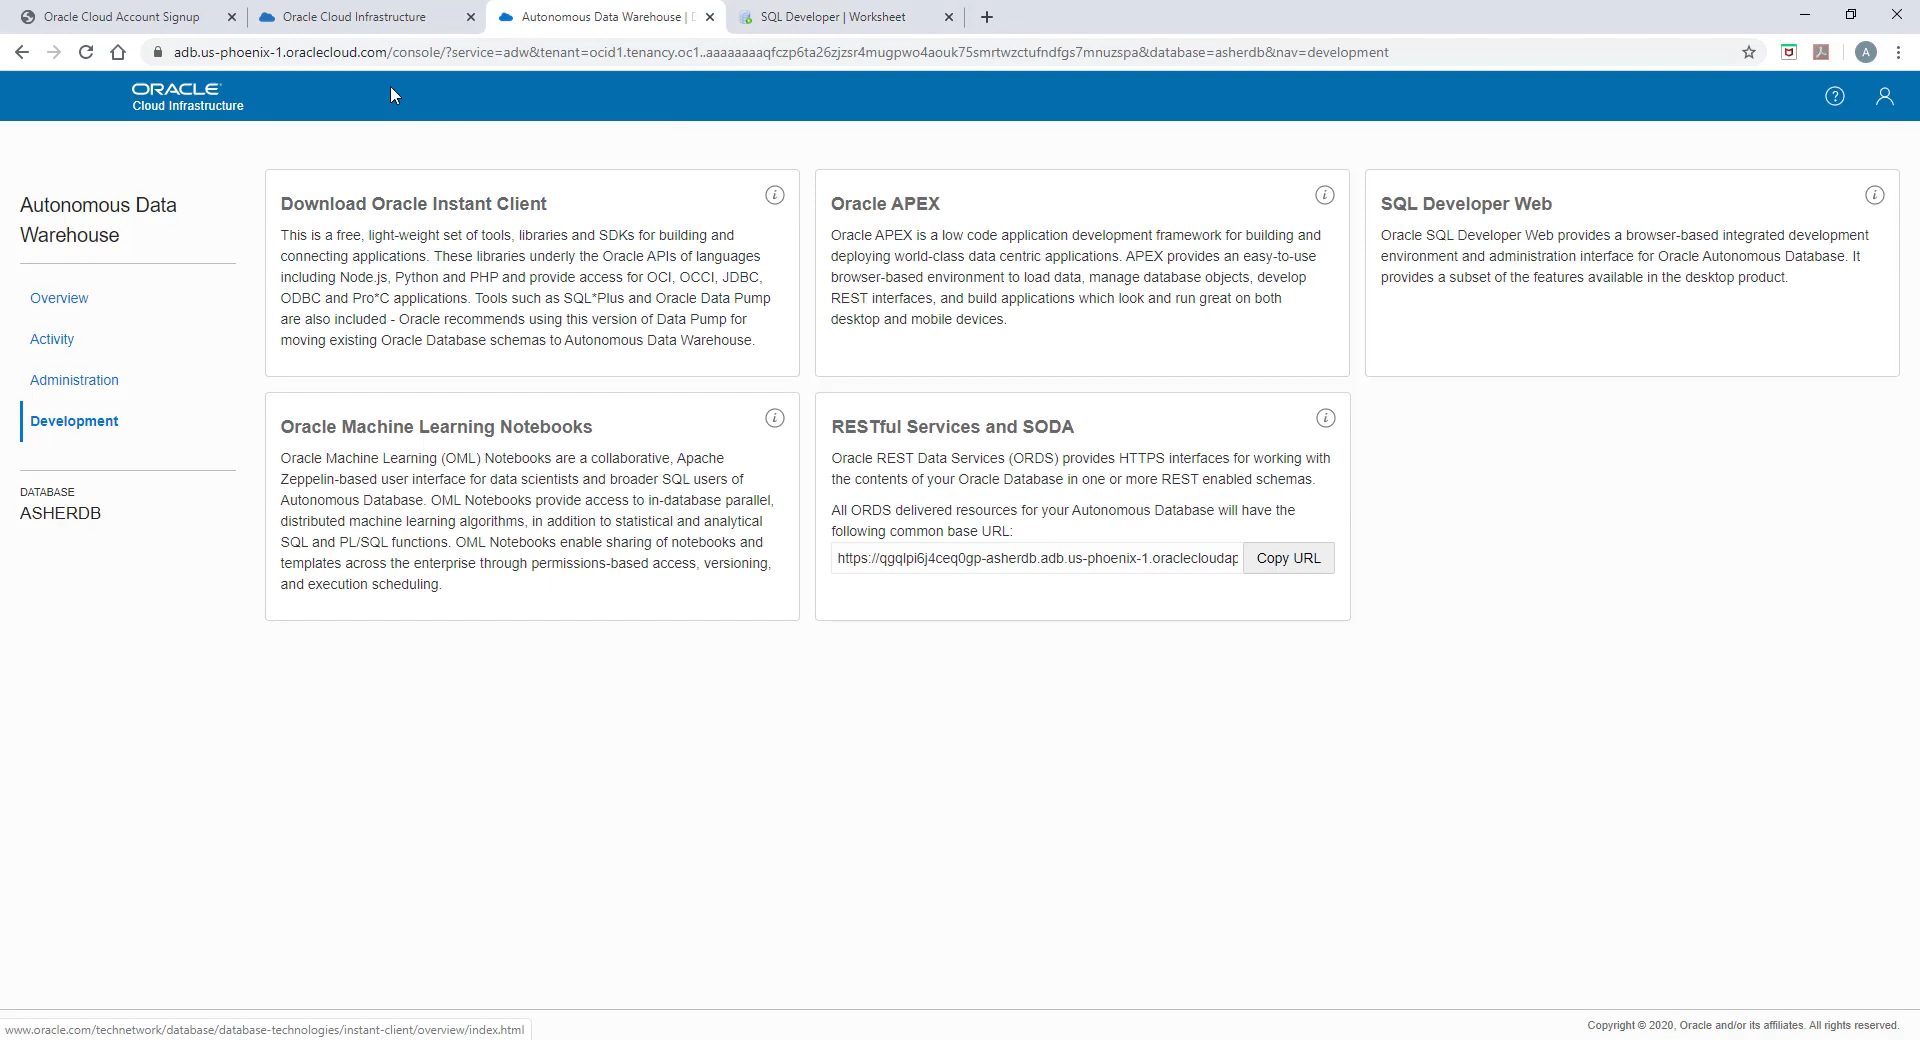 Oracle Cloud Account Signup
Oracle Cloud Infrastructure
Autonomous Data Warehouse |
SQL Developer | Worksheet
adb.us-phoenix-1.oraclecloud.com/console/?service=adw&tenant=ocid1.tenancy.oc1..aaaaaaaaqfczp6ta26zjzsr4mugpwo4aouk75smrtwzctufndfgs7mnuzspa&database=asherdb&nav=development
A
ORACLE
Cloud Infrastructure
Autonomous Data
Warehouse
Overview
Activity
Administration
Development
DATABASE
ASHERDB
Download Oracle Instant Client
This is a free, light-weight set of tools, libraries and SDKs for building and
connecting applications. These libraries underly the Oracle APIs of languages
including Node.js, Python and PHP and provide access for OCI, OCCI, JDBC,
ODBC and Pro*C applications. Tools such as SQL*Plus and Oracle Data Pump
are also included - Oracle recommends using this version of Data Pump for
moving existing Oracle Database schemas to Autonomous Data Warehouse.
Oracle APEX
Oracle APEX is a low code application development framework for building and
deploying world-class data centric applications. APEX provides an easy-to-use
browser-based environment to load data, manage database objects, develop
REST interfaces, and build applications which look and run great on both
desktop and mobile devices.
SQL Developer Web
Oracle SQL Developer Web provides a browser-based integrated development
environment and administration interface for Oracle Autonomous Database. It
provides a subset of the features available in the desktop product.
Oracle Machine Learning Notebooks
Oracle Machine Learning (OML) Notebooks are a collaborative, Apache
Zeppelin-based user interface for data scientists and broader SQL users of
Autonomous Database. OML Notebooks provide access to in-database parallel,
distributed machine learning algorithms, in addition to statistical and analytical
SQL and PL/SQL functions. OML Notebooks enable sharing of notebooks and
templates across the enterprise through permissions-based access, versioning,
and execution scheduling.
RESTful Services and SODA
Oracle REST Data Services (ORDS) provides HTTPS interfaces for working with
the contents of your Oracle Database in one or more REST enabled schemas.
All ORDS delivered resources for your Autonomous Database will have the
following common base URL:
https://qgqlpi6j4ceq0gp-asherdb.adb.us-phoenix-1.oraclecloudap
Copy URL
www.oracle.com/technetwork/database/database-technologies/instant-client/overview/index.html
Copyright © 2020, Oracle and/or its affiliates. All rights reserved.